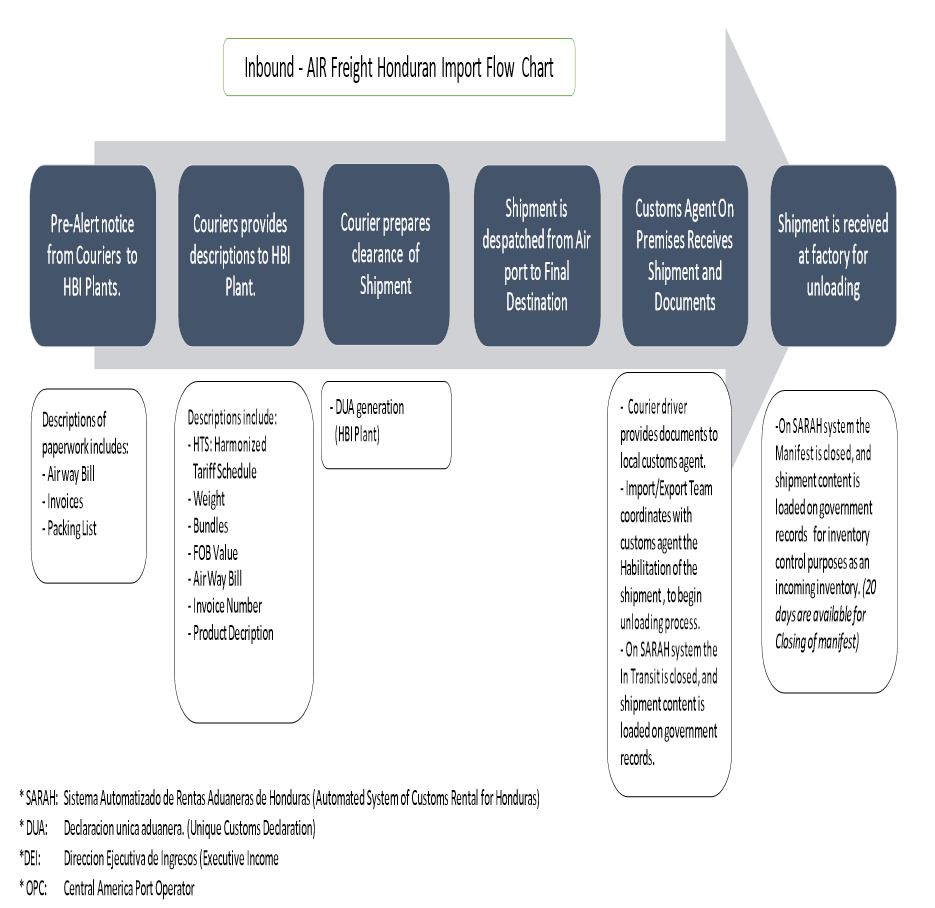 Inbound - AIR Freight Honduran Import Flow Chart
Pre-Alert notice
from Couriers to
HBI Plants.
Couriers provides
descriptions to HBI
Plant.
Courier prepares
clearance of
Shipment
Shipment is
despatched from Air
port to Final
Destination
Customs Agent On
Premises Receives
Shipment and
Documents
Shipment is received
at factory for
unloading
Descriptions of
paperwork includes:
- Air way Bill
- Invoices
- Packing List
Descriptions include:
- HTS: Harmonized
Tariff Schedule
- Weight
- Bundles
- FOB Value
- Air Way Bill
- Invoice Number
- Product Decription
- DUA generation
(HBI Plant)
- Courier driver
provides documents to
local customs agent.
- Import/Export Team
coordinates with
customs agent the
Habilitation of the
shipment , to begin
unloading process.
- On SARAH system the
In Transit is closed, and
shipment content is
loaded on government
records.
-On SARAH system the
Manifest is closed, and
shipment content is
loaded on government
records for inventory
control purposes as an
incoming inventory. (20
days are available for
Closing of manifest)
* SARAH: Sistema Automatizado de Rentas Aduaneras de Honduras (Automated System of Customs Rental for Honduras)
* DUA: Declaracion unica aduanera. (Unique Customs Declaration)
*DEI: Direccion Ejecutiva de Ingresos (Executive Income
* OPC: Central America Port Operator